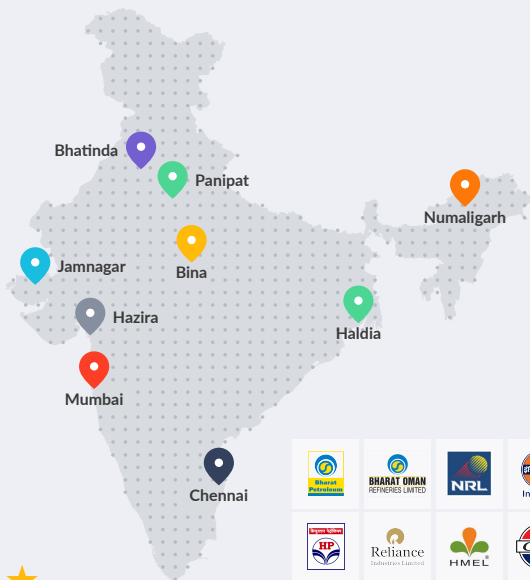 Bhatinda
Panipat
Numaligarh
Jamnagar
Bina
Hazira
Haldia
Mumbai
Chennai
Bharat
Petroleum
BHARAT OMAN
REFINERIES LIMITED
NRL
In
HP
Reliance
Industries Limited
HMEL